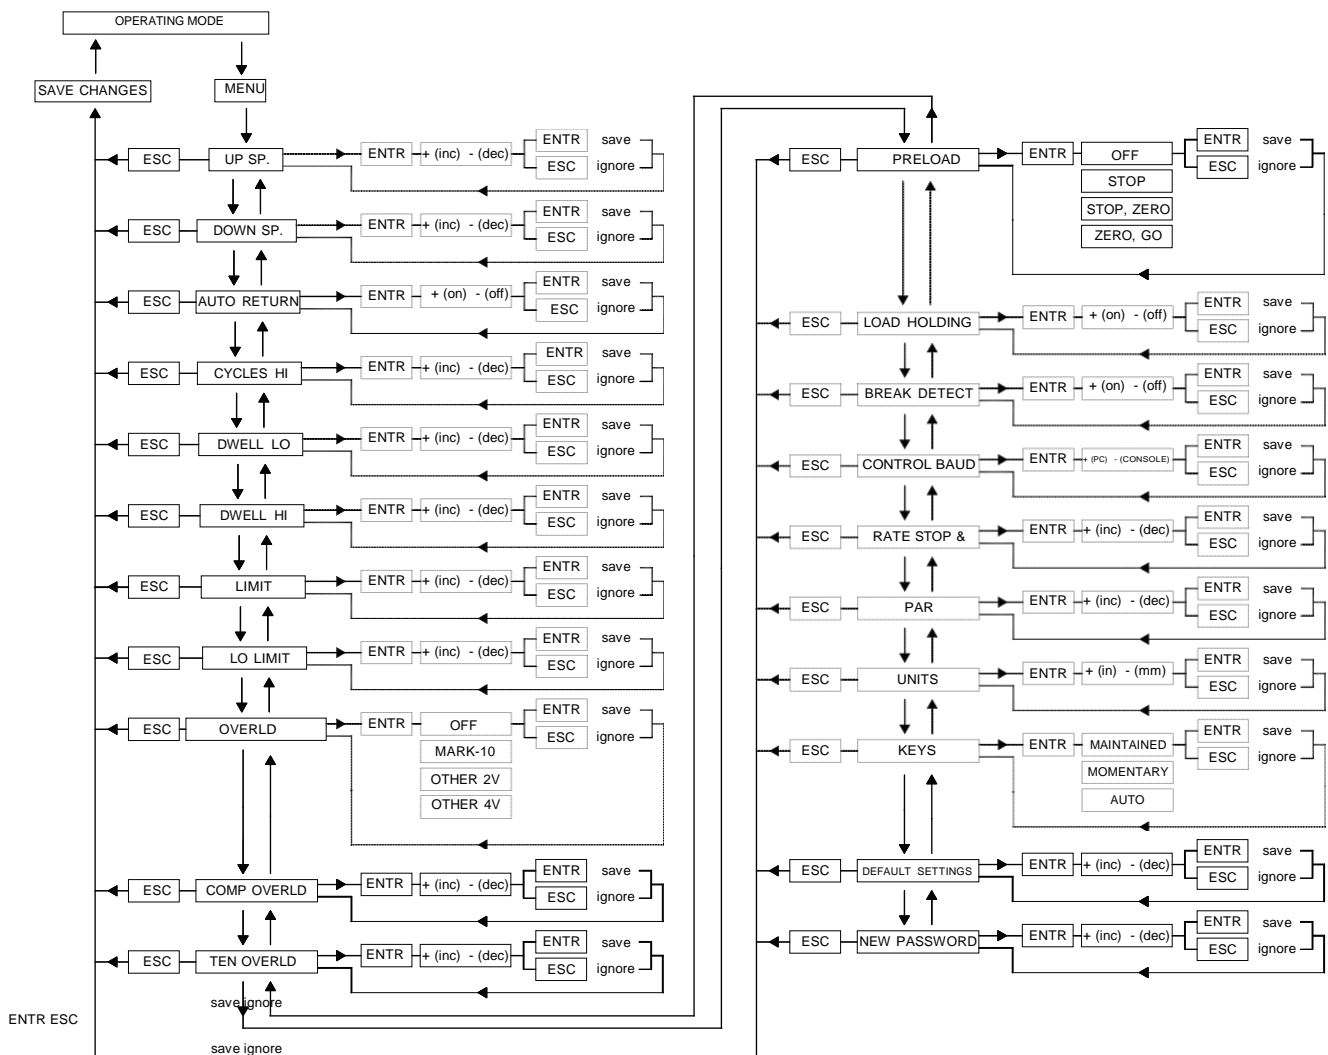 OPERATING MODE
SAVE CHANGES
MENU
ESC UP SP. ENTR + (inc) - (dec) ENTR save
ESC ignore
ESC DOWN SP. ENTR + (inc) - (dec) ENTR save
ESC ignore
ESC AUTO RETURN ENTR + (on) - (off) ENTR save
ESC ignore
ESC CYCLES HI ENTR + (inc) - (dec) ENTR save
ESC ignore
ESC DWELL LO ENTR + (inc) - (dec) ENTR save
ESC ignore
ESC DWELL HI ENTR + (inc) - (dec) ENTR save
ESC ignore
ESC LIMIT ENTR + (inc) - (dec) ENTR save
ESC ignore
ESC LO LIMIT ENTR + (inc) - (dec) ENTR save
ESC ignore
ESC OVERLD ENTR OFF ENTR save
ESC ignore
MARK-10
OTHER 2V
OTHER 4V
ESC COMP OVERLD ENTR + (inc) - (dec) ENTR save
ESC ignore
ESC TEN OVERLD ENTR + (inc) - (dec) ENTR save
ESC ignore
save ignore
ENTR ESC
save ignore
ESC PRELOAD ENTR OFF ENTR save
ESC ignore
STOP
STOP, ZERO
ZERO, GO
ESC LOAD HOLDING ENTR + (on) - (off) ENTR save
ESC ignore
ESC BREAK DETECT ENTR + (on) - (off) ENTR save
ESC ignore
ESC CONTROL BAUD ENTR + (PC) - (CONSOLE) ENTR save
ESC ignore
ESC RATE STOP & ENTR + (inc) - (dec) ENTR save
ESC ignore
ESC PAR ENTR + (inc) - (dec) ENTR save
ESC ignore
ESC UNITS ENTR + (in) - (mm) ENTR save
ESC ignore
ESC KEYS ENTR MAINTAINED ENTR save
ESC ignore
MOMENTARY
AUTO
ESC DEFAULT SETTINGS ENTR + (inc) - (dec) ENTR save
ESC ignore
ESC NEW PASSWORD ENTR + (inc) - (dec) ENTR save
ESC ignore